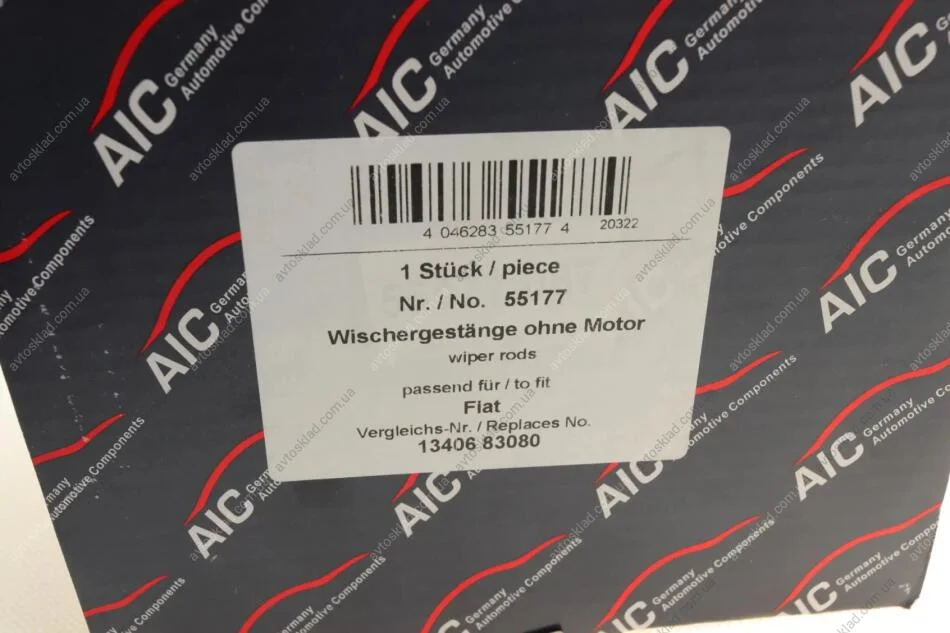 AIC Germany
Automotive Components
4 046283 55177 4 20322
1 Stück / piece
Nr. / No. 55177
Wischergestänge ohne Motor
wiper rods
passend für / to fit
Fiat
Vergleichs-Nr. / Replaces No.
13406 83080
avtosklad.com.ua